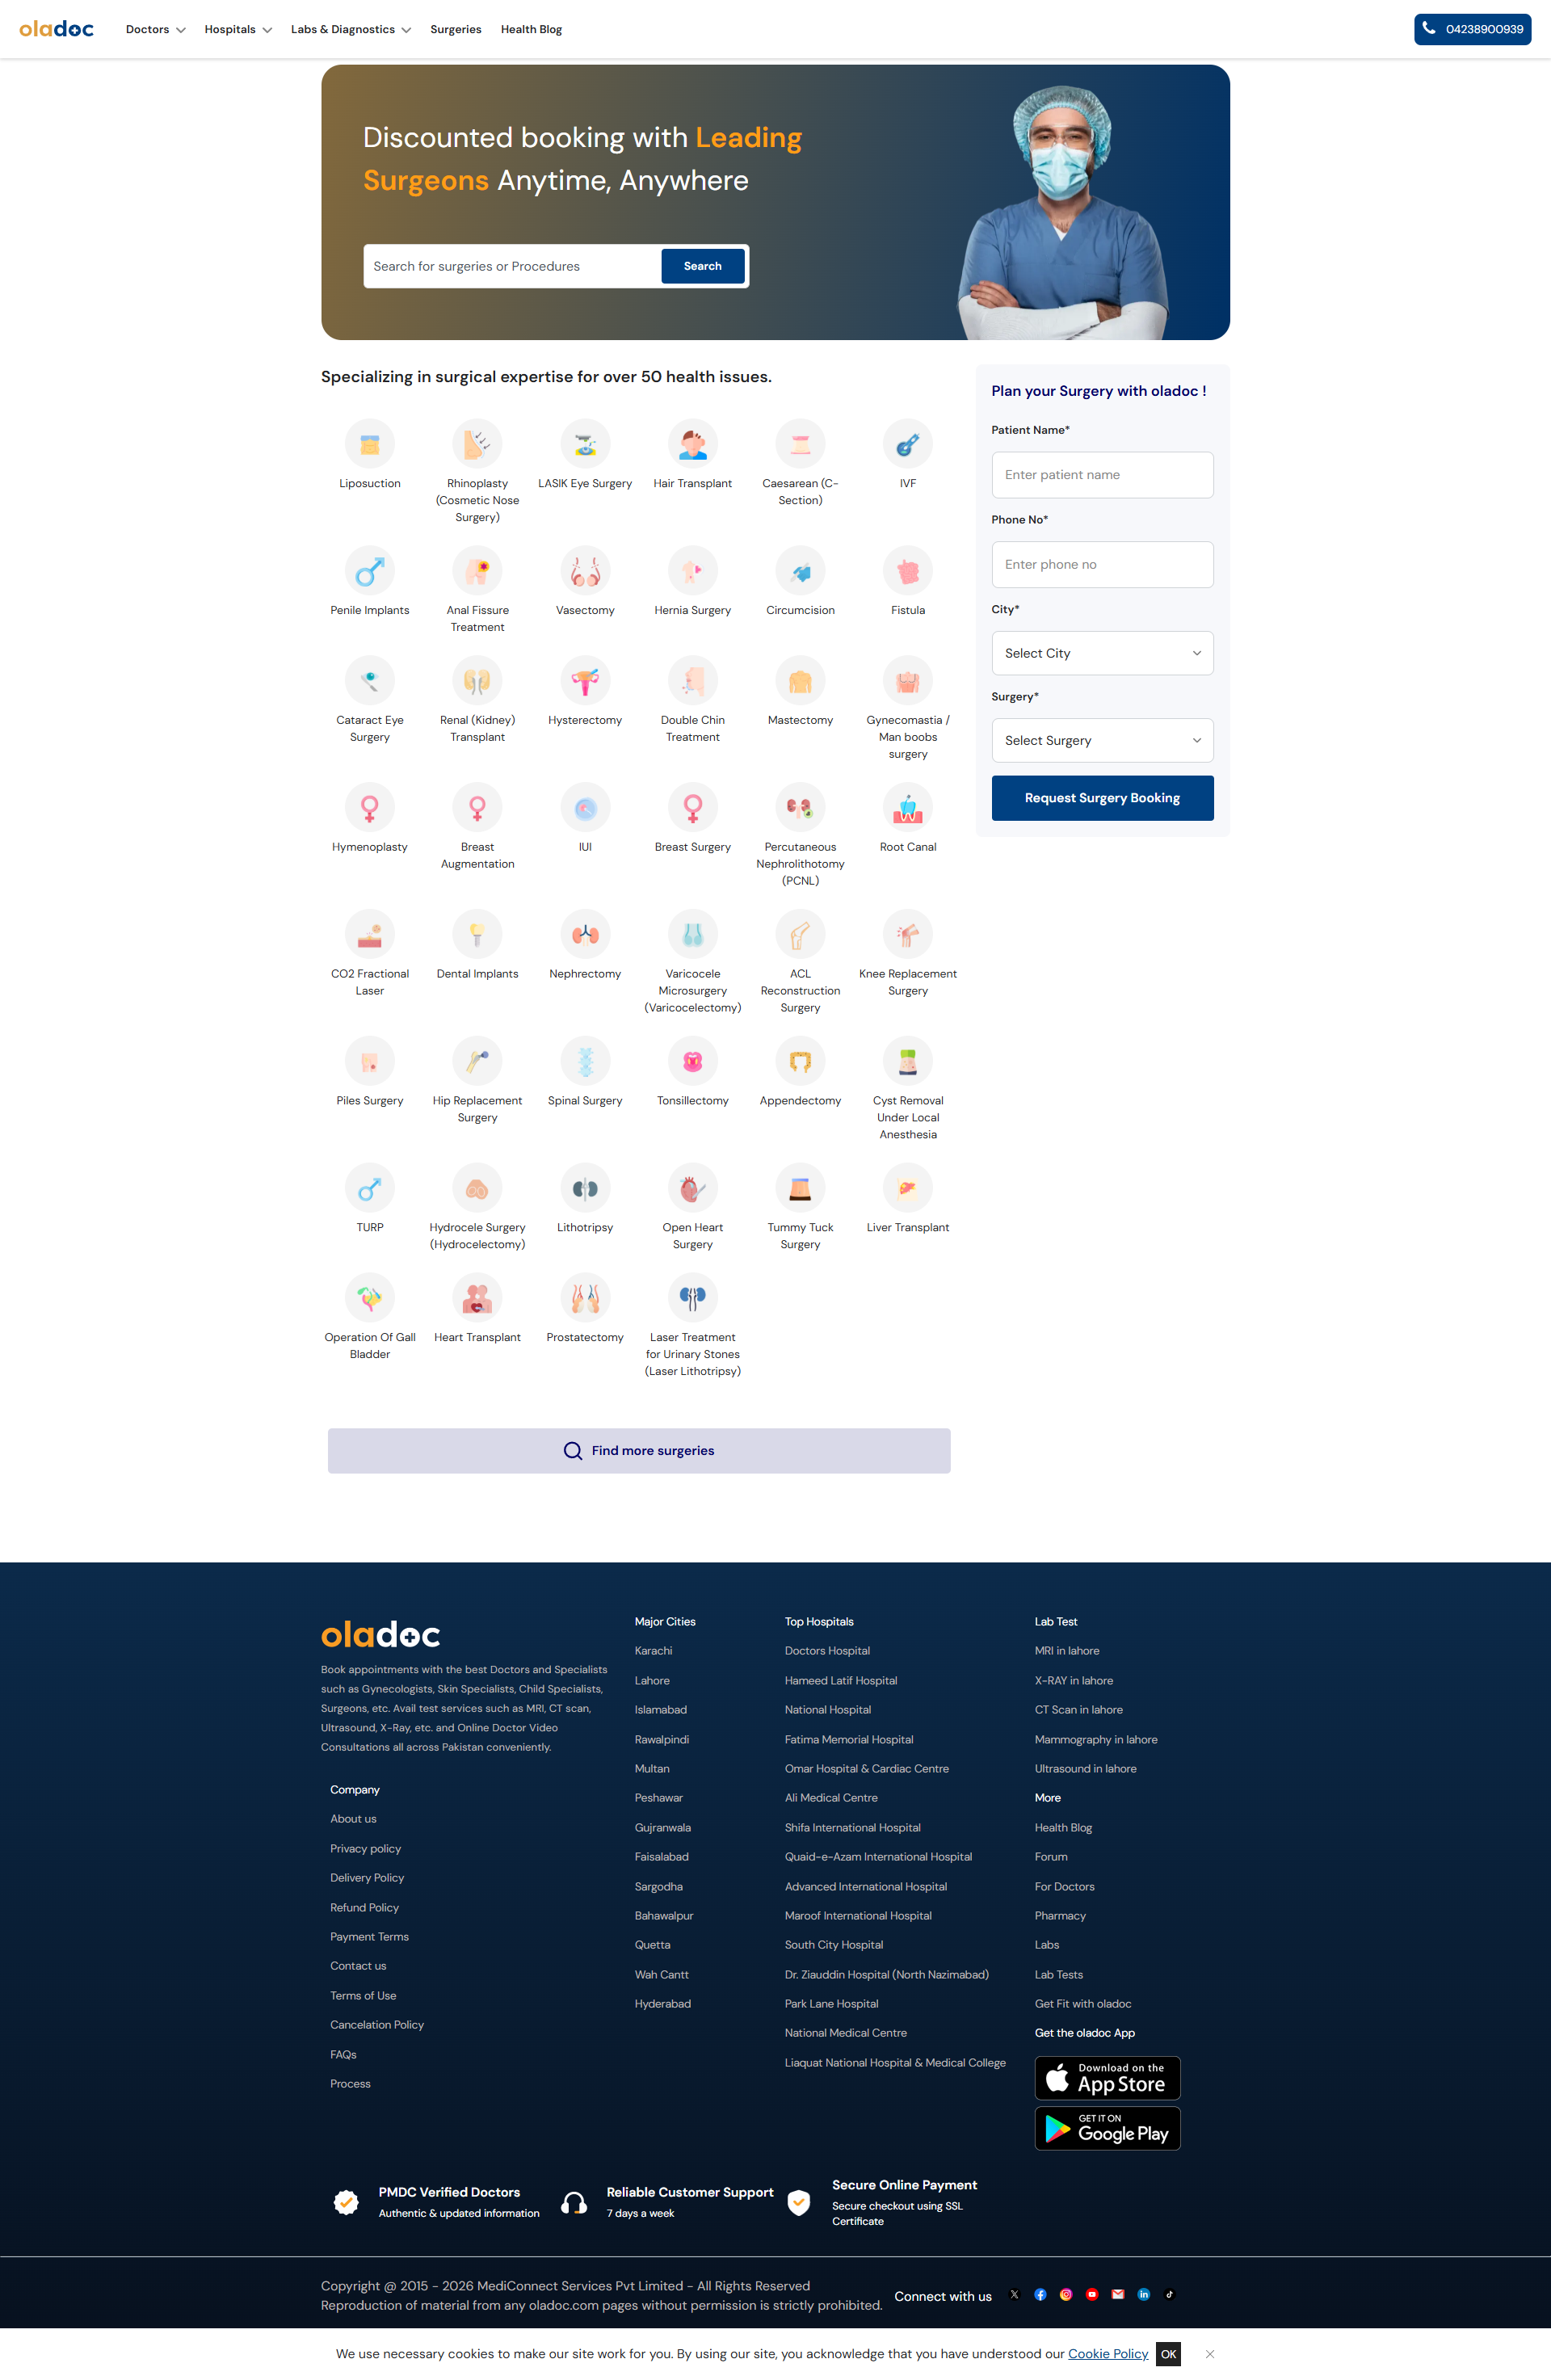 oladoc
Doctors
Hospitals
Labs & Diagnostics
Surgeries
Health Blog
04238900939
Discounted booking with Leading
Surgeons Anytime, Anywhere
Search for surgeries or Procedures
Search
Specializing in surgical expertise for over 50 health issues.
Liposuction
Rhinoplasty
(Cosmetic Nose
Surgery)
LASIK Eye Surgery
Hair Transplant
Caesarean (C-
Section)
IVF
Penile Implants
Anal Fissure
Treatment
Vasectomy
Hernia Surgery
Circumcision
Fistula
Cataract Eye
Surgery
Renal (Kidney)
Transplant
Hysterectomy
Double Chin
Treatment
Mastectomy
Gynecomastia /
Man boobs
surgery
Hymenoplasty
Breast
Augmentation
IUI
Breast Surgery
Percutaneous
Nephrolithotomy
(PCNL)
Root Canal
CO2 Fractional
Laser
Dental Implants
Nephrectomy
Varicocele
Microsurgery
(Varicocelectomy)
ACL
Reconstruction
Surgery
Knee Replacement
Surgery
Piles Surgery
Hip Replacement
Surgery
Spinal Surgery
Tonsillectomy
Appendectomy
Cyst Removal
Under Local
Anesthesia
TURP
Hydrocele Surgery
(Hydrocelectomy)
Lithotripsy
Open Heart
Surgery
Tummy Tuck
Surgery
Liver Transplant
Operation Of Gall
Bladder
Heart Transplant
Prostatectomy
Laser Treatment
for Urinary Stones
(Laser Lithotripsy)
Find more surgeries
Plan your Surgery with oladoc !
Patient Name*
Enter patient name
Phone No*
Enter phone no
City*
Select City
Surgery*
Select Surgery
Request Surgery Booking
oladoc
Book appointments with the best Doctors and Specialists
such as Gynecologists, Skin Specialists, Child Specialists,
Surgeons, etc. Avail test services such as MRI, CT scan,
Ultrasound, X-Ray, etc. and Online Doctor Video
Consultations all across Pakistan conveniently.
Company
About us
Privacy policy
Delivery Policy
Refund Policy
Payment Terms
Contact us
Terms of Use
Cancelation Policy
FAQs
Process
Major Cities
Karachi
Lahore
Islamabad
Rawalpindi
Multan
Peshawar
Gujranwala
Faisalabad
Sargodha
Bahawalpur
Quetta
Wah Cantt
Hyderabad
Top Hospitals
Doctors Hospital
Hameed Latif Hospital
National Hospital
Fatima Memorial Hospital
Omar Hospital & Cardiac Centre
Ali Medical Centre
Shifa International Hospital
Quaid-e-Azam International Hospital
Advanced International Hospital
Maroof International Hospital
South City Hospital
Dr. Ziauddin Hospital (North Nazimabad)
Park Lane Hospital
National Medical Centre
Liaquat National Hospital & Medical College
Lab Test
MRI in lahore
X-RAY in lahore
CT Scan in lahore
Mammography in lahore
Ultrasound in lahore
More
Health Blog
Forum
For Doctors
Pharmacy
Labs
Lab Tests
Get Fit with oladoc
Get the oladoc App
Download on the
App Store
GET IT ON
Google Play
PMDC Verified Doctors
Authentic & updated information
Reliable Customer Support
7 days a week
Secure Online Payment
Secure checkout using SSL
Certificate
Copyright @ 2015 - 2026 MediConnect Services Pvt Limited - All Rights Reserved
Reproduction of material from any oladoc.com pages without permission is strictly prohibited.
Connect with us
We use necessary cookies to make our site work for you. By using our site, you acknowledge that you have understood our Cookie Policy
OK